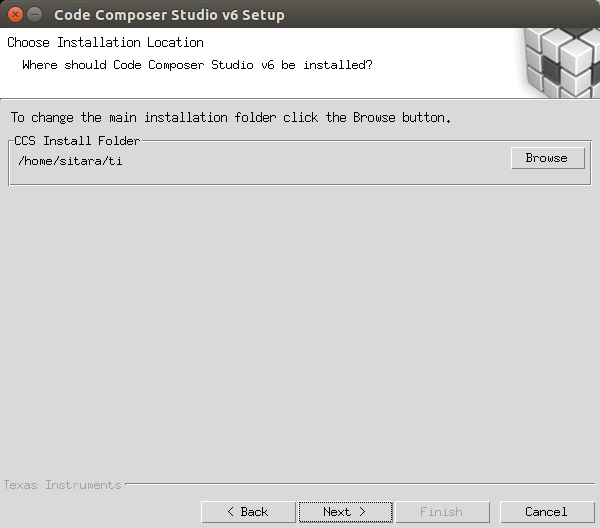 Code Composer Studio v6 Setup
Choose Installation Location
Where should Code Composer Studio v6 be installed?
To change the main installation folder click the Browse button.
CCS Install Folder
/home/sitara/ti
Browse
Texas Instruments
< Back
Next >
Finish
Cancel